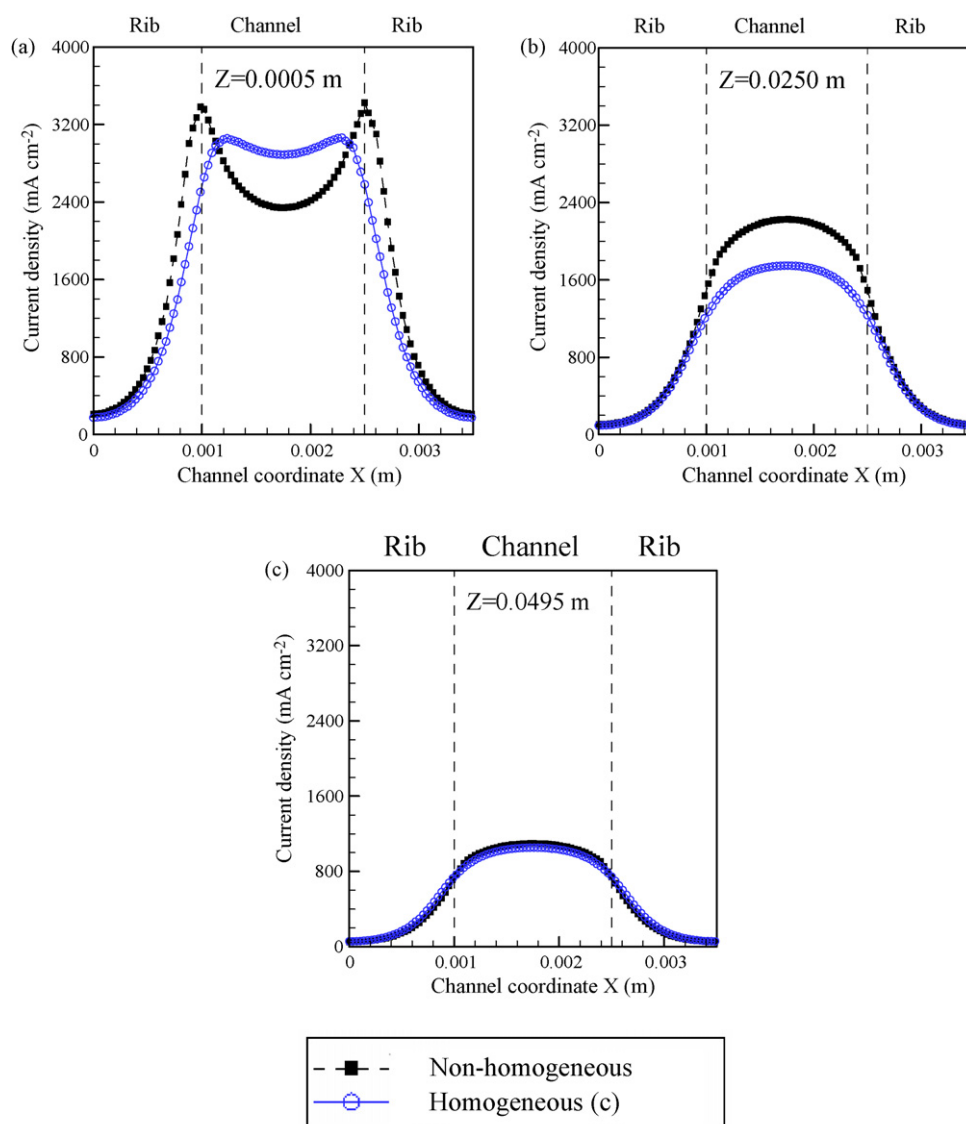 Rib Channel Rib
(a)
Z=0.0005 m
4000
3200
2400
1600
800
0
Current density (mA cm-2)
0 0.001 0.002 0.003
Channel coordinate X (m)
Rib Channel Rib
(b)
Z=0.0250 m
4000
3200
2400
1600
800
0
Current density (mA cm-2)
0 0.001 0.002 0.003
Channel coordinate X (m)
Rib Channel Rib
(c)
Z=0.0495 m
4000
3200
2400
1600
800
0
Current density (mA cm-2)
0 0.001 0.002 0.003
Channel coordinate X (m)
Non-homogeneous
Homogeneous (c)